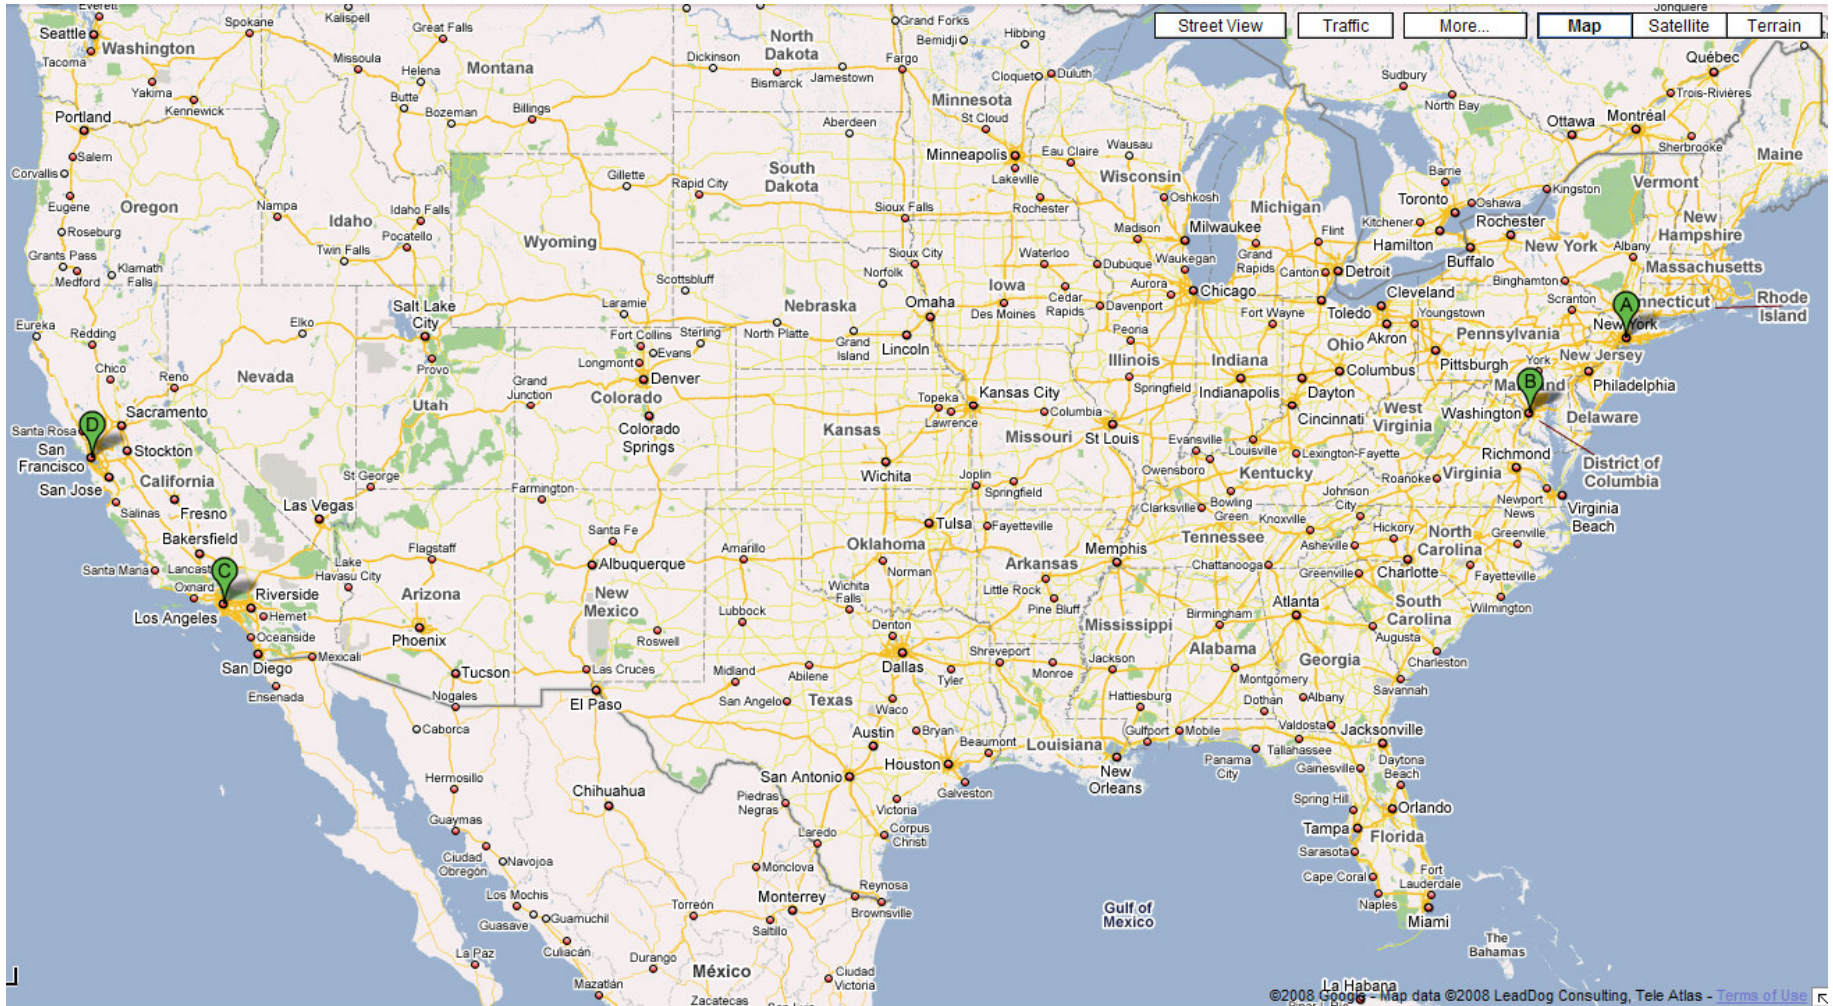 Street View
Traffic
More...
Map
Satellite
Terrain
Everett
Seattle
Washington
Tacoma
Spokane
Kalispell
Great Falls
Missoula
Helena
Montana
Yakima
Kennewick
Butte
Bozeman
Billings
Portland
Salem
Corvallis
Eugene
Oregon
Roseburg
Grants Pass
Medford
Klamath
Falls
Nampa
Idaho
Idaho Falls
Pocatello
Twin Falls
Wyoming
Gillette
North
Dakota
Dickinson
Bismarck
Jamestown
Fargo
Grand Forks
Bemidji
Hibbing
Cloquet
Duluth
Minnesota
St Cloud
Aberdeen
South
Dakota
Rapid City
Sioux Falls
Minneapolis
Lakeville
Rochester
Eau Claire
Wausau
Wisconsin
Oshkosh
Madison
Milwaukee
Waukegan
Michigan
Grand
Rapids
Flint
Canton
Detroit
Sudbury
North Bay
Jonquière
Québec
Trois-Rivières
Ottawa
Montréal
Sherbrooke
Maine
Barrie
Toronto
Oshawa
Kingston
Kitchener
Hamilton
Rochester
Buffalo
New York
Vermont
New
Hampshire
Albany
Massachusetts
Binghamton
Scranton
nnecticut
Rhode
Island
A
New York
Eureka
Redding
Chico
Reno
Elko
Nevada
Salt Lake
City
Provo
Utah
Scottsbluff
Laramie
Fort Collins
Sterling
Evans
Longmont
Denver
Colorado
Colorado
Springs
Grand
Junction
Nebraska
Norfolk
Sioux City
North Platte
Grand
Island
Omaha
Lincoln
Iowa
Waterloo
Des Moines
Cedar
Rapids
Dubuque
Davenport
Aurora
Chicago
Peoria
Illinois
Springfield
Fort Wayne
Indiana
Indianapolis
Toledo
Cleveland
Akron
Youngstown
Ohio
Columbus
Dayton
Cincinnati
Pennsylvania
Pittsburgh
York
New Jersey
Philadelphia
B
Washington
Delaware
District of
Columbia
West
Virginia
Virginia
Richmond
Roanoke
Newport
News
Virginia
Beach
D
Santa Rosa
Sacramento
San
Francisco
Stockton
San Jose
California
Salinas
Fresno
Las Vegas
St George
Bakersfield
Santa Maria
Lancast
Oxnard
C
Los Angeles
Riverside
Hemet
Oceanside
San Diego
Mexicali
Ensenada
Lake
Havasu City
Flagstaff
Arizona
Phoenix
Tucson
Nogales
Farmington
Santa Fe
Albuquerque
New
Mexico
Roswell
Las Cruces
El Paso
Kansas
Topeka
Lawrence
Kansas City
Wichita
Columbia
Missouri
St Louis
Joplin
Springfield
Tulsa
Fayetteville
Oklahoma
Norman
Amarillo
Lubbock
Wichita
Falls
Denton
Dallas
Midland
Abilene
San Angelo
Texas
Tyler
Waco
Austin
Bryan
Houston
San Antonio
Beaumont
Galveston
Victoria
Corpus
Christi
Laredo
Piedras
Negras
Arkansas
Little Rock
Pine Bluff
Shreveport
Monroe
Louisiana
New
Orleans
Memphis
Mississippi
Jackson
Hattiesburg
Gulfport
Mobile
Evansville
Owensboro
Louisville
Lexington-Fayette
Kentucky
Bowling
Green
Clarksville
Tennessee
Knoxville
Johnson
City
Chattanooga
Asheville
Hickory
North
Carolina
Greenville
Charlotte
Fayetteville
Greenville
Wilmington
South
Carolina
Charleston
Birmingham
Alabama
Montgomery
Dothan
Atlanta
Georgia
Augusta
Savannah
Albany
Valdosta
Tallahassee
Panama
City
Jacksonville
Gainesville
Daytona
Beach
Spring Hill
Orlando
Tampa
Florida
Sarasota
Cape Coral
Fort
Lauderdale
Naples
Miami
The
Bahamas
La Habana
Gulf of
Mexico
Caborca
Hermosillo
Chihuahua
Guaymas
Ciudad
Obregón
Navojoa
Los Mochis
Guasave
Guamuchil
Culiacán
La Paz
Mazatlán
Durango
Torreón
Monclova
Monterrey
Saltillo
Reynosa
Brownsville
México
Ciudad
Victoria
Zacatecas
©2008 Google - Map data ©2008 LeadDog Consulting, Tele Atlas - Terms of Use